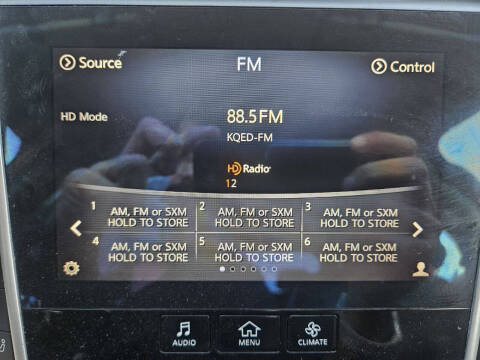 Source
FM
Control
HD Mode
88.5 FM
KQED-FM
HD Radio
12
1 AM, FM or SXM
HOLD TO STORE
2 AM, FM or SXM
HOLD TO STORE
3 AM, FM or SXM
HOLD TO STORE
4 AM, FM or SXM
HOLD TO STORE
5 AM, FM or SXM
HOLD TO STORE
6 AM, FM or SXM
HOLD TO STORE
AUDIO
MENU
CLIMATE